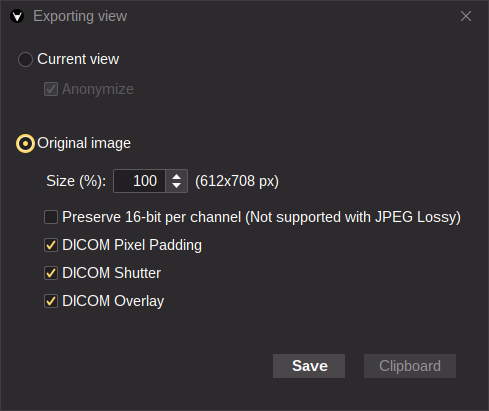 Exporting view
Current view
Anonymize
Original image
Size (%): 100 (612x708 px)
Preserve 16-bit per channel (Not supported with JPEG Lossy)
DICOM Pixel Padding
DICOM Shutter
DICOM Overlay
Save Clipboard